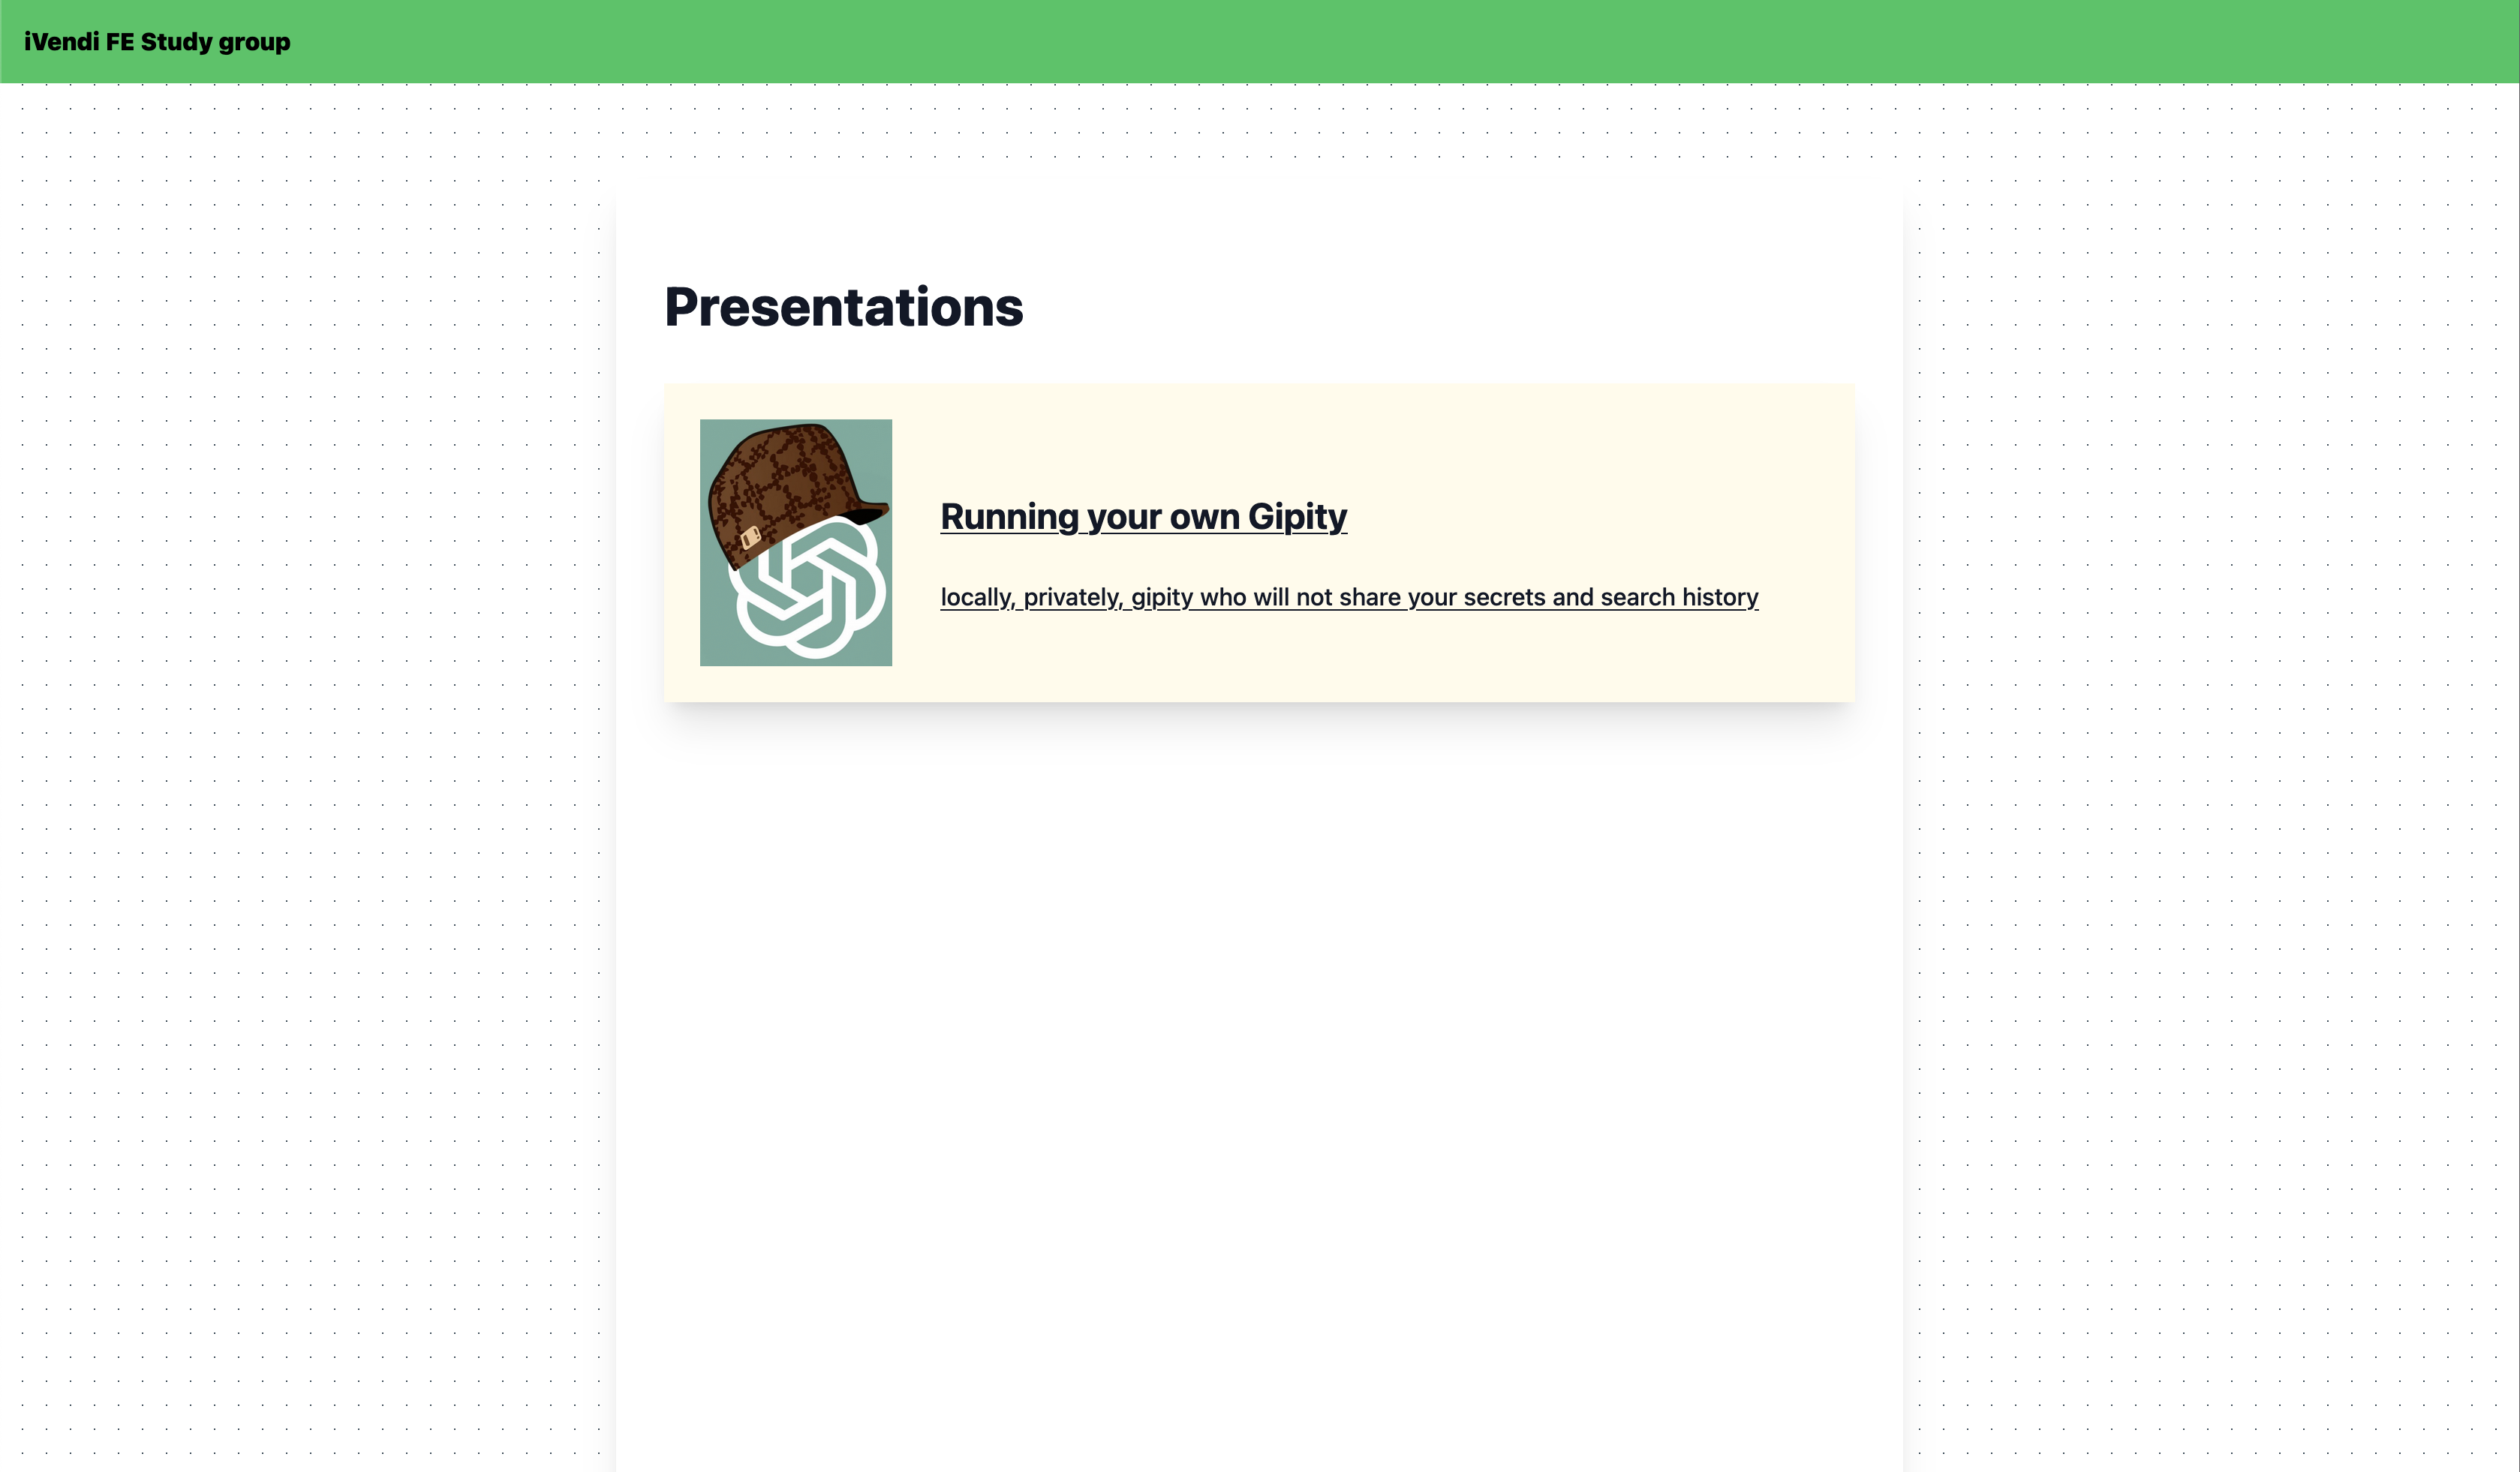 iVendi FE Study group
Presentations
Running your own Gipity
locally, privately, gipity who will not share your secrets and search history